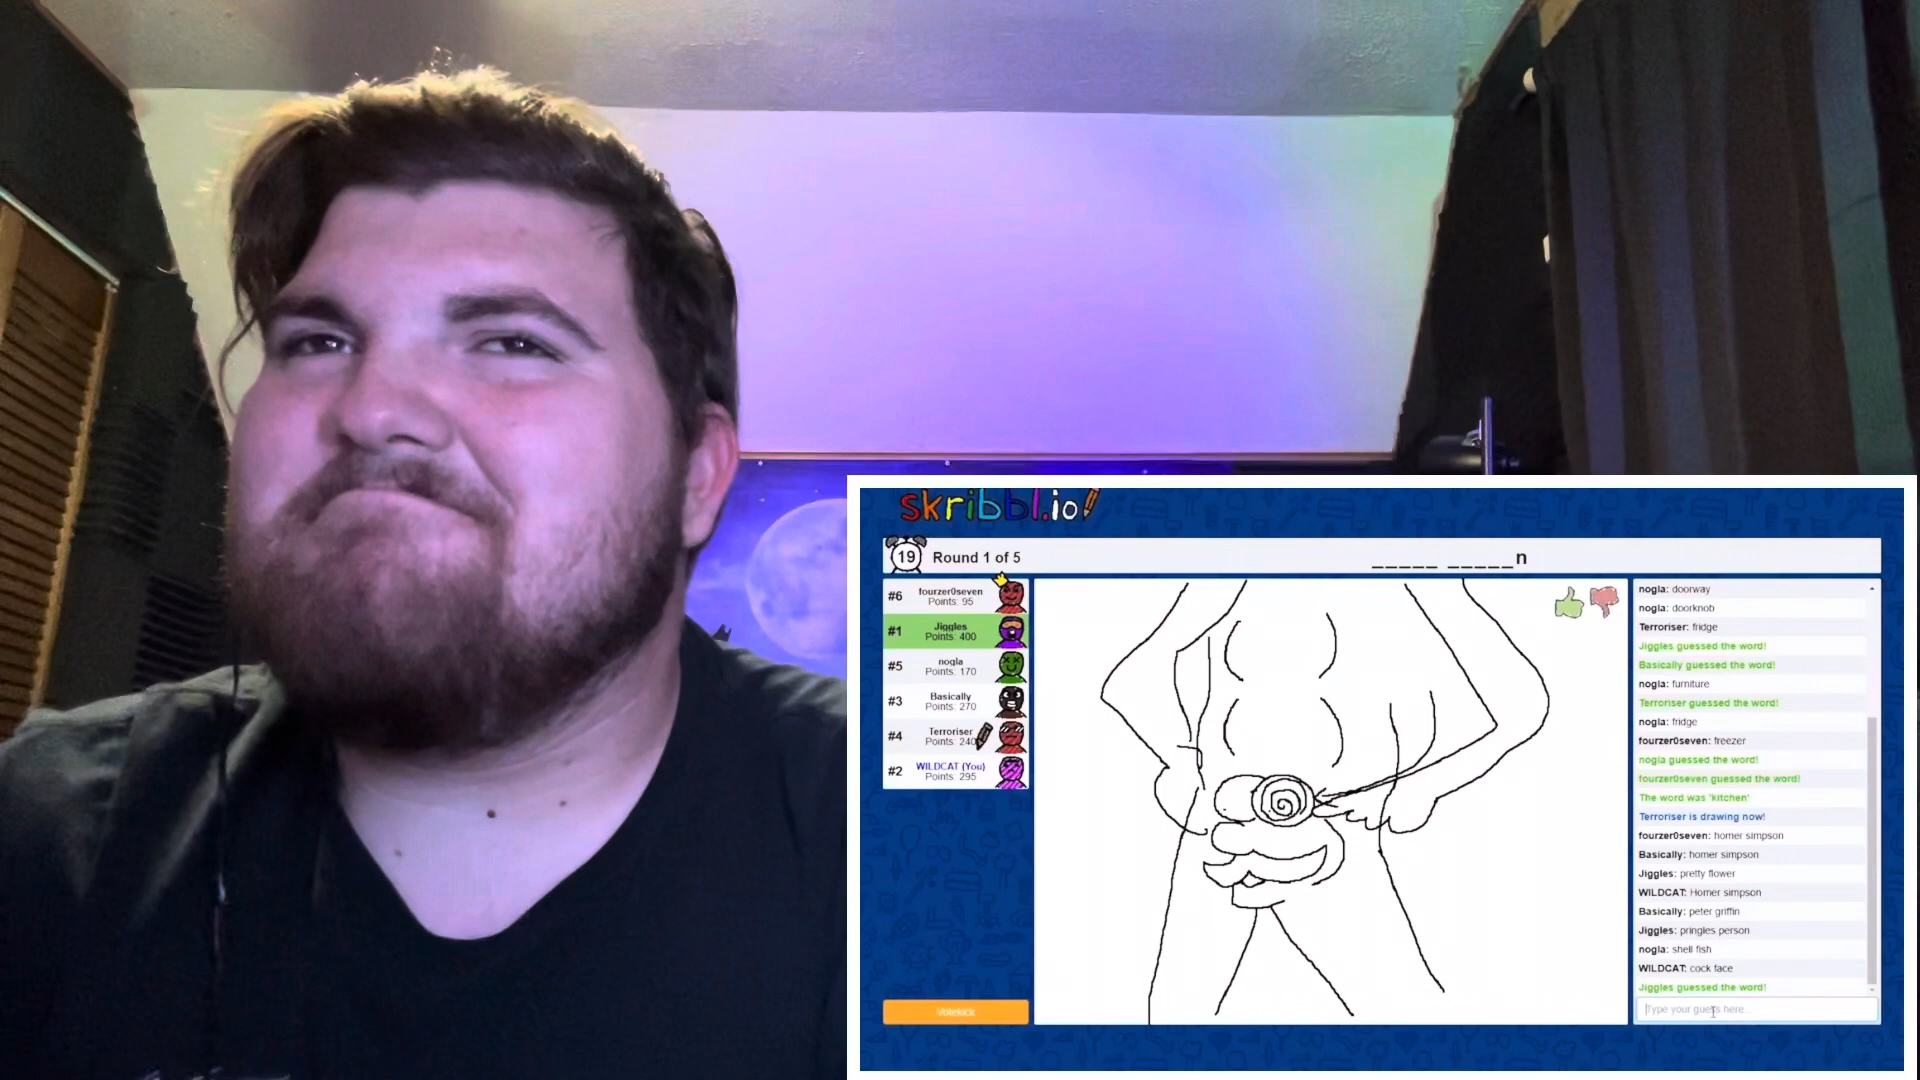 skribbl.io
19 Round 1 of 5
_____ _____n
#6 fourzer0seven
Points: 95
#1 Jiggles
Points: 400
#5 nogla
Points: 170
#3 Basically
Points: 270
#4 Terroriser
Points: 240
#2 WILDCAT (You)
Points: 295
Votekick
nogla: doorway
nogla: doorknob
Terroriser: fridge
Jiggles guessed the word!
Basically guessed the word!
nogla: furniture
Terroriser guessed the word!
nogla: fridge
fourzer0seven: freezer
nogla guessed the word!
fourzer0seven guessed the word!
The word was 'kitchen'
Terroriser is drawing now!
fourzer0seven: homer simpson
Basically: homer simpson
Jiggles: pretty flower
WILDCAT: Homer simpson
Basically: peter griffin
Jiggles: pringles person
nogla: shell fish
WILDCAT: cock face
Jiggles guessed the word!
Type your guess here...